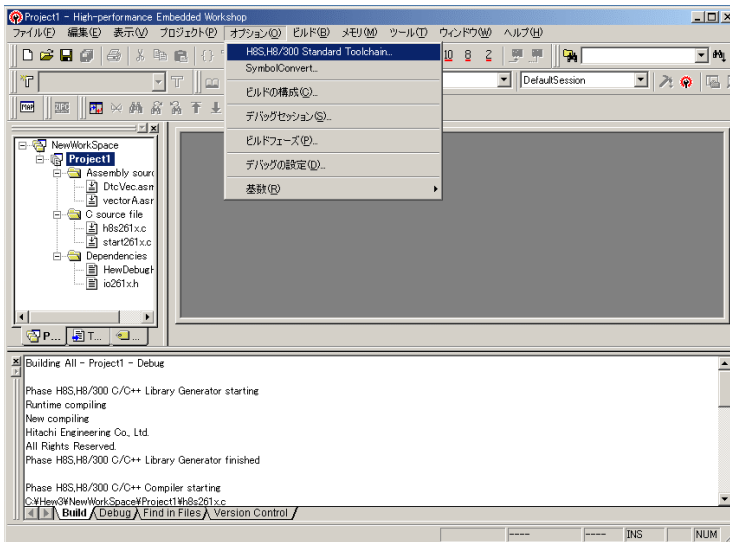 Project1 - High-performance Embedded Workshop
ファイル(F) 編集(E) 表示(V) プロジェクト(P) オプション(O) ビルド(B) メモリ(M) ツール(T) ウィンドウ(W) ヘルプ(H)
H8S,H8/300 Standard Toolchain...
10 8 2
SymbolConvert...
DefaultSession
ビルドの構成(C)...
デバッグセッション(S)...
ビルドフェーズ(P)...
デバッグの設定(D)...
基数(R)
NewWorkSpace
Project1
Assembly sour
DtcVec.asm
vectorA.asr
C source file
h8s261x.c
start261x.c
Dependencies
HewDebug
io261x.h
P... T... ...
Building All - Project1 - Debug
Phase H8S,H8/300 C/C++ Library Generator starting
Runtime compiling
New compiling
Hitachi Engineering Co., Ltd.
All Rights Reserved.
Phase H8S,H8/300 C/C++ Library Generator finished
Phase H8S,H8/300 C/C++ Compiler starting
C:¥Hew3¥NewWorkSpace¥Project1¥h8s261x.c
Build Debug Find in Files Version Control
---- ---- INS NUM